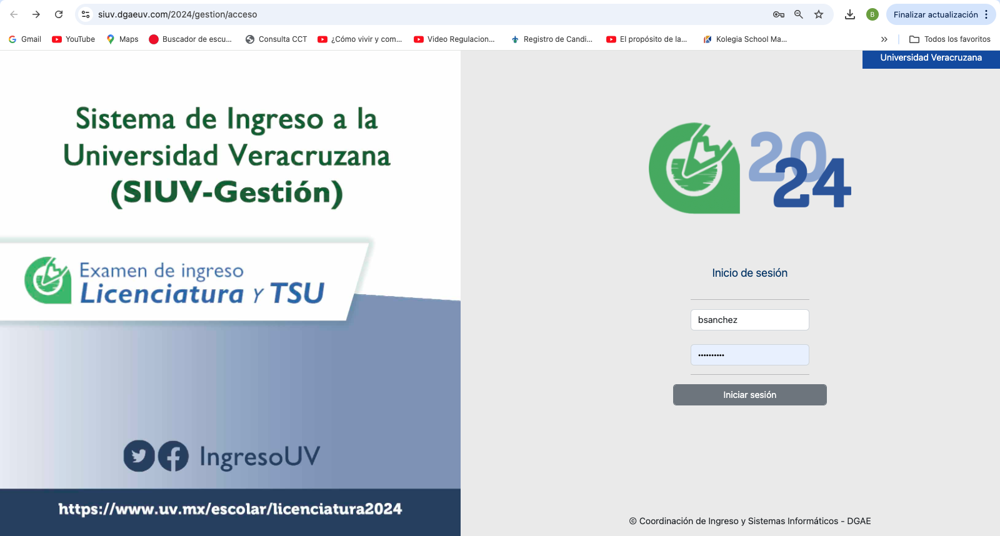 siuv.dgaeuv.com/2024/gestion/acceso
B
Finalizar actualización
Gmail
YouTube
Maps
Buscador de escu...
Consulta CCT
¿Cómo vivir y com...
Video Regulacion...
Registro de Candi...
El propósito de la...
Kolegia School Ma...
Todos los favoritos
Universidad Veracruzana
Sistema de Ingreso a la
Universidad Veracruzana
(SIUV-Gestión)
Examen de ingreso
Licenciatura Y TSU
IngresoUV
https://www.uv.mx/escolar/licenciatura2024
2024
Inicio de sesión
bsanchez
••••••••••
Iniciar sesión
© Coordinación de Ingreso y Sistemas Informáticos - DGAE